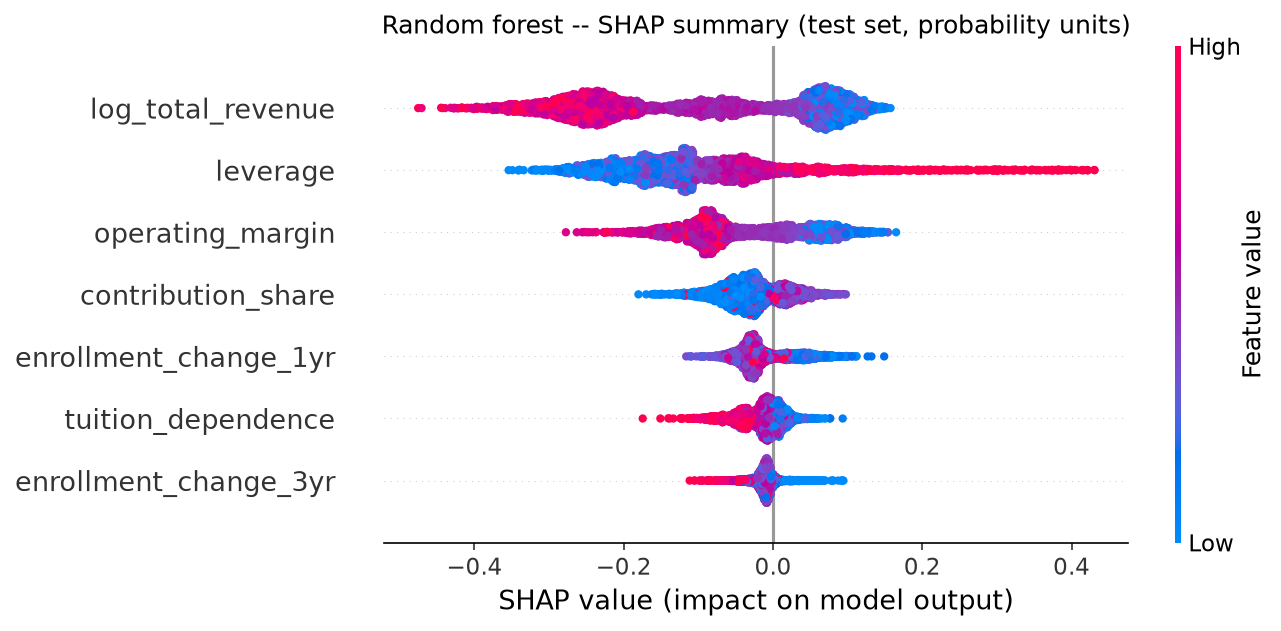 Random forest -- SHAP summary (test set, probability units)
High
log_total_revenue
leverage
operating_margin
contribution_share
enrollment_change_1yr
tuition_dependence
enrollment_change_3yr
Feature value
Low
−0.4 −0.2 0.0 0.2 0.4
SHAP value (impact on model output)